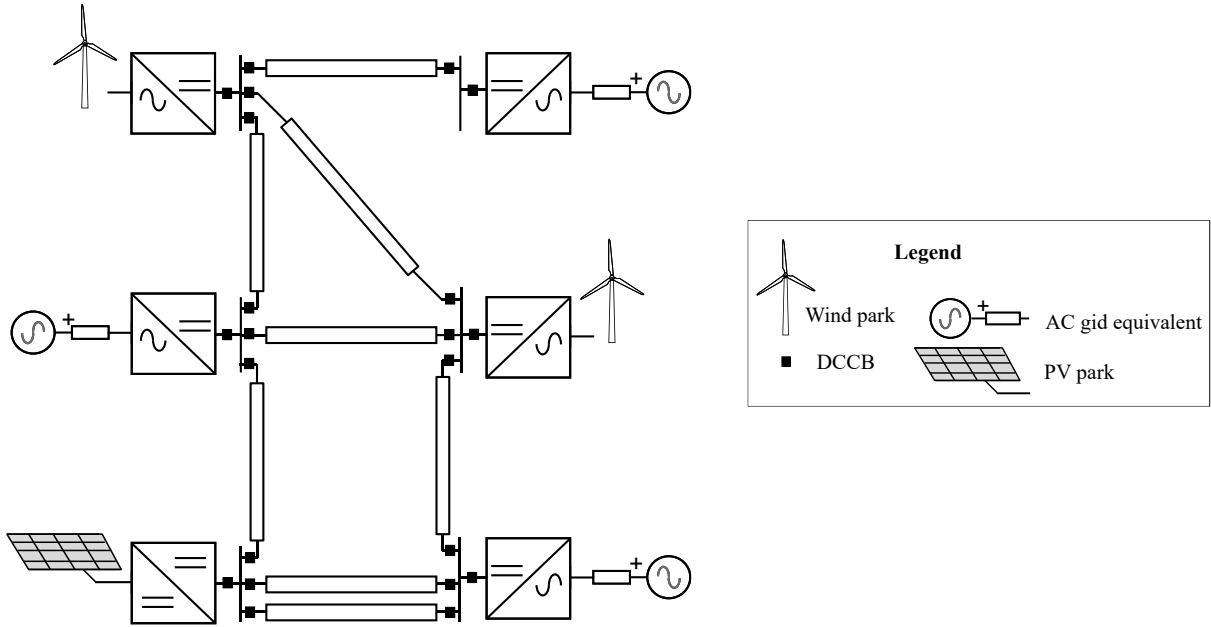 +
+
Legend
Wind park
+
AC gid equivalent
DCCB
PV park
+